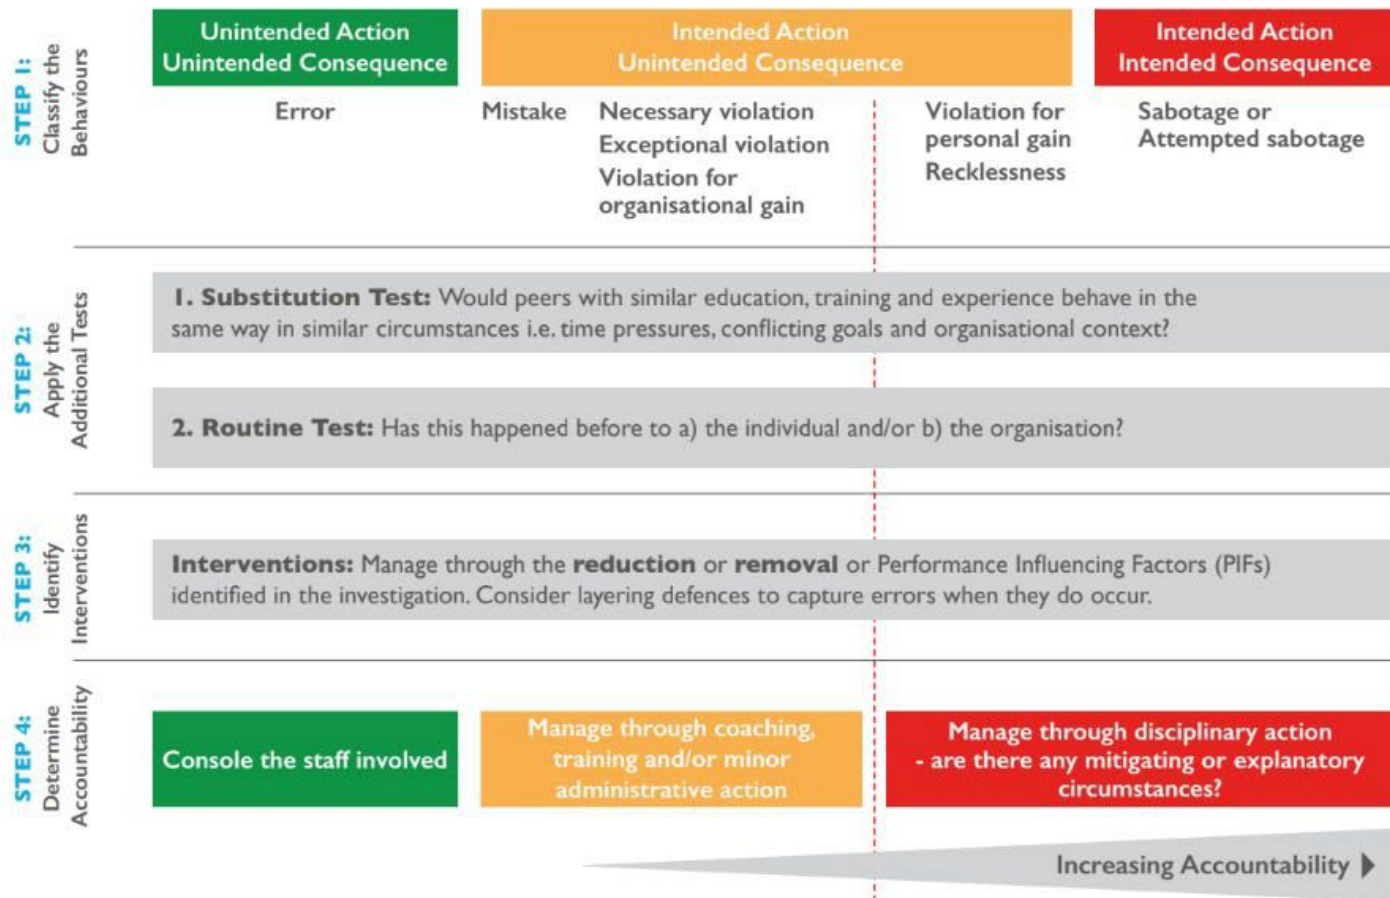 STEP 1:
Classify the
Behaviours
Unintended Action
Unintended Consequence
Intended Action
Unintended Consequence
Intended Action
Intended Consequence
Error
Mistake
Necessary violation
Exceptional violation
Violation for
organisational gain
Violation for
personal gain
Recklessness
Sabotage or
Attempted sabotage
STEP 2:
Apply the
Additional Tests
1. Substitution Test: Would peers with similar education, training and experience behave in the
same way in similar circumstances i.e. time pressures, conflicting goals and organisational context?
2. Routine Test: Has this happened before to a) the individual and/or b) the organisation?
STEP 3:
Identify
Interventions
Interventions: Manage through the reduction or removal or Performance Influencing Factors (PIFs)
identified in the investigation. Consider layering defences to capture errors when they do occur.
STEP 4:
Determine
Accountability
Console the staff involved
Manage through coaching,
training and/or minor
administrative action
Manage through disciplinary action
- are there any mitigating or explanatory
circumstances?
Increasing Accountability